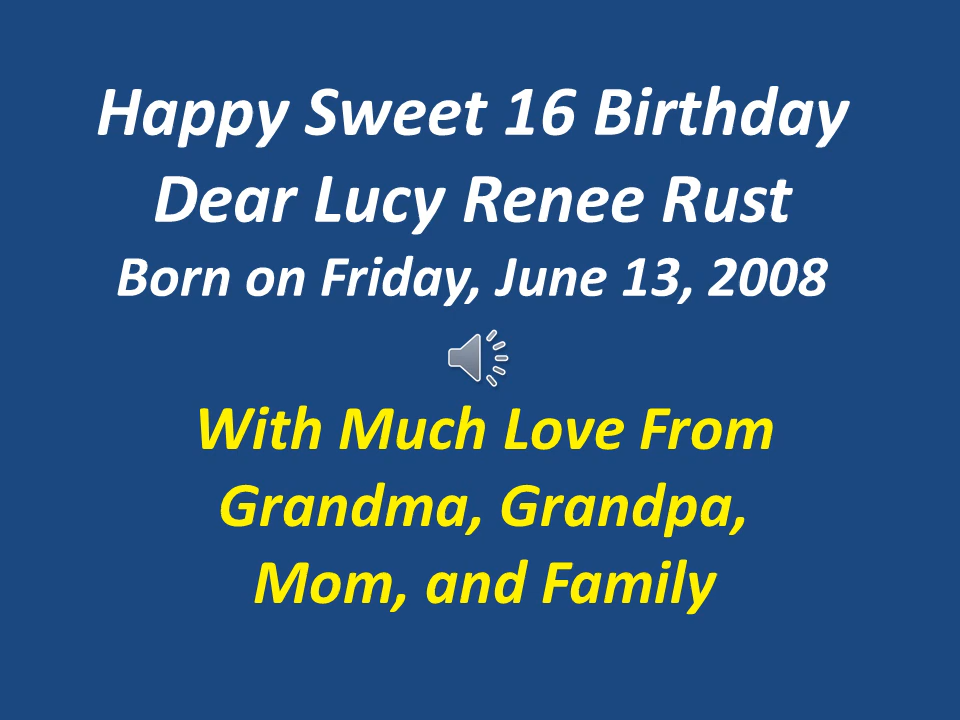 Happy Sweet 16 Birthday
Dear Lucy Renee Rust
Born on Friday, June 13, 2008
With Much Love From
Grandma, Grandpa,
Mom, and Family